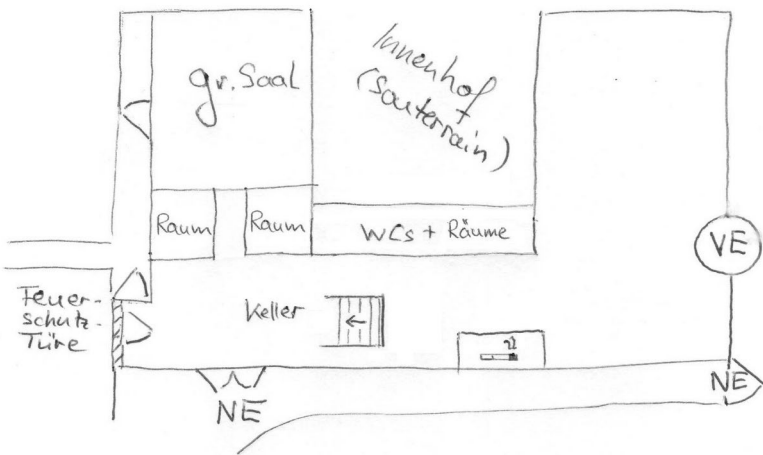 gr. Saal
Innenhof
(Souterrain)
Raum
Raum
WCs + Räume
VE
Feuer-
schutz-
Türe
Keller
NE
NE